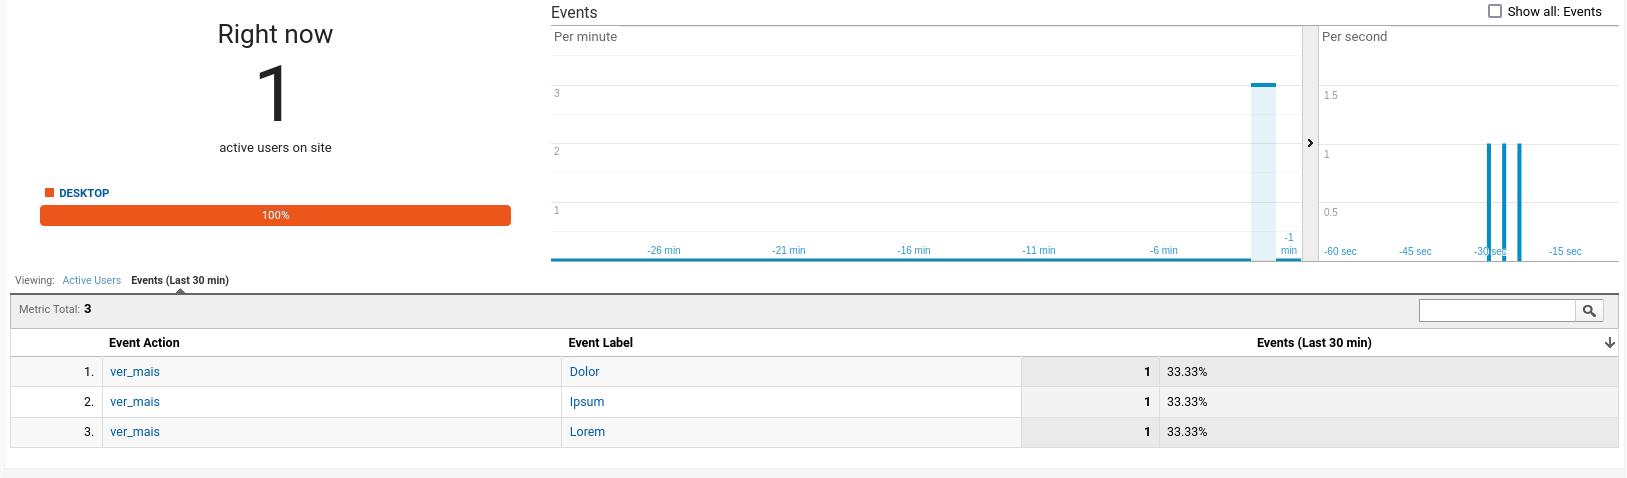 Right now
1
active users on site
DESKTOP
100%
Events
Show all: Events
Per minute
3
2
1
-26 min
-21 min
-16 min
-11 min
-6 min
-1
min
Per second
1.5
1
0.5
-60 sec
-45 sec
-30 sec
-15 sec
Viewing: Active Users Events (Last 30 min)
Metric Total: 3
Event Action Event Label Events (Last 30 min)
1. ver_mais Dolor 1 33.33%
2. ver_mais Ipsum 1 33.33%
3. ver_mais Lorem 1 33.33%